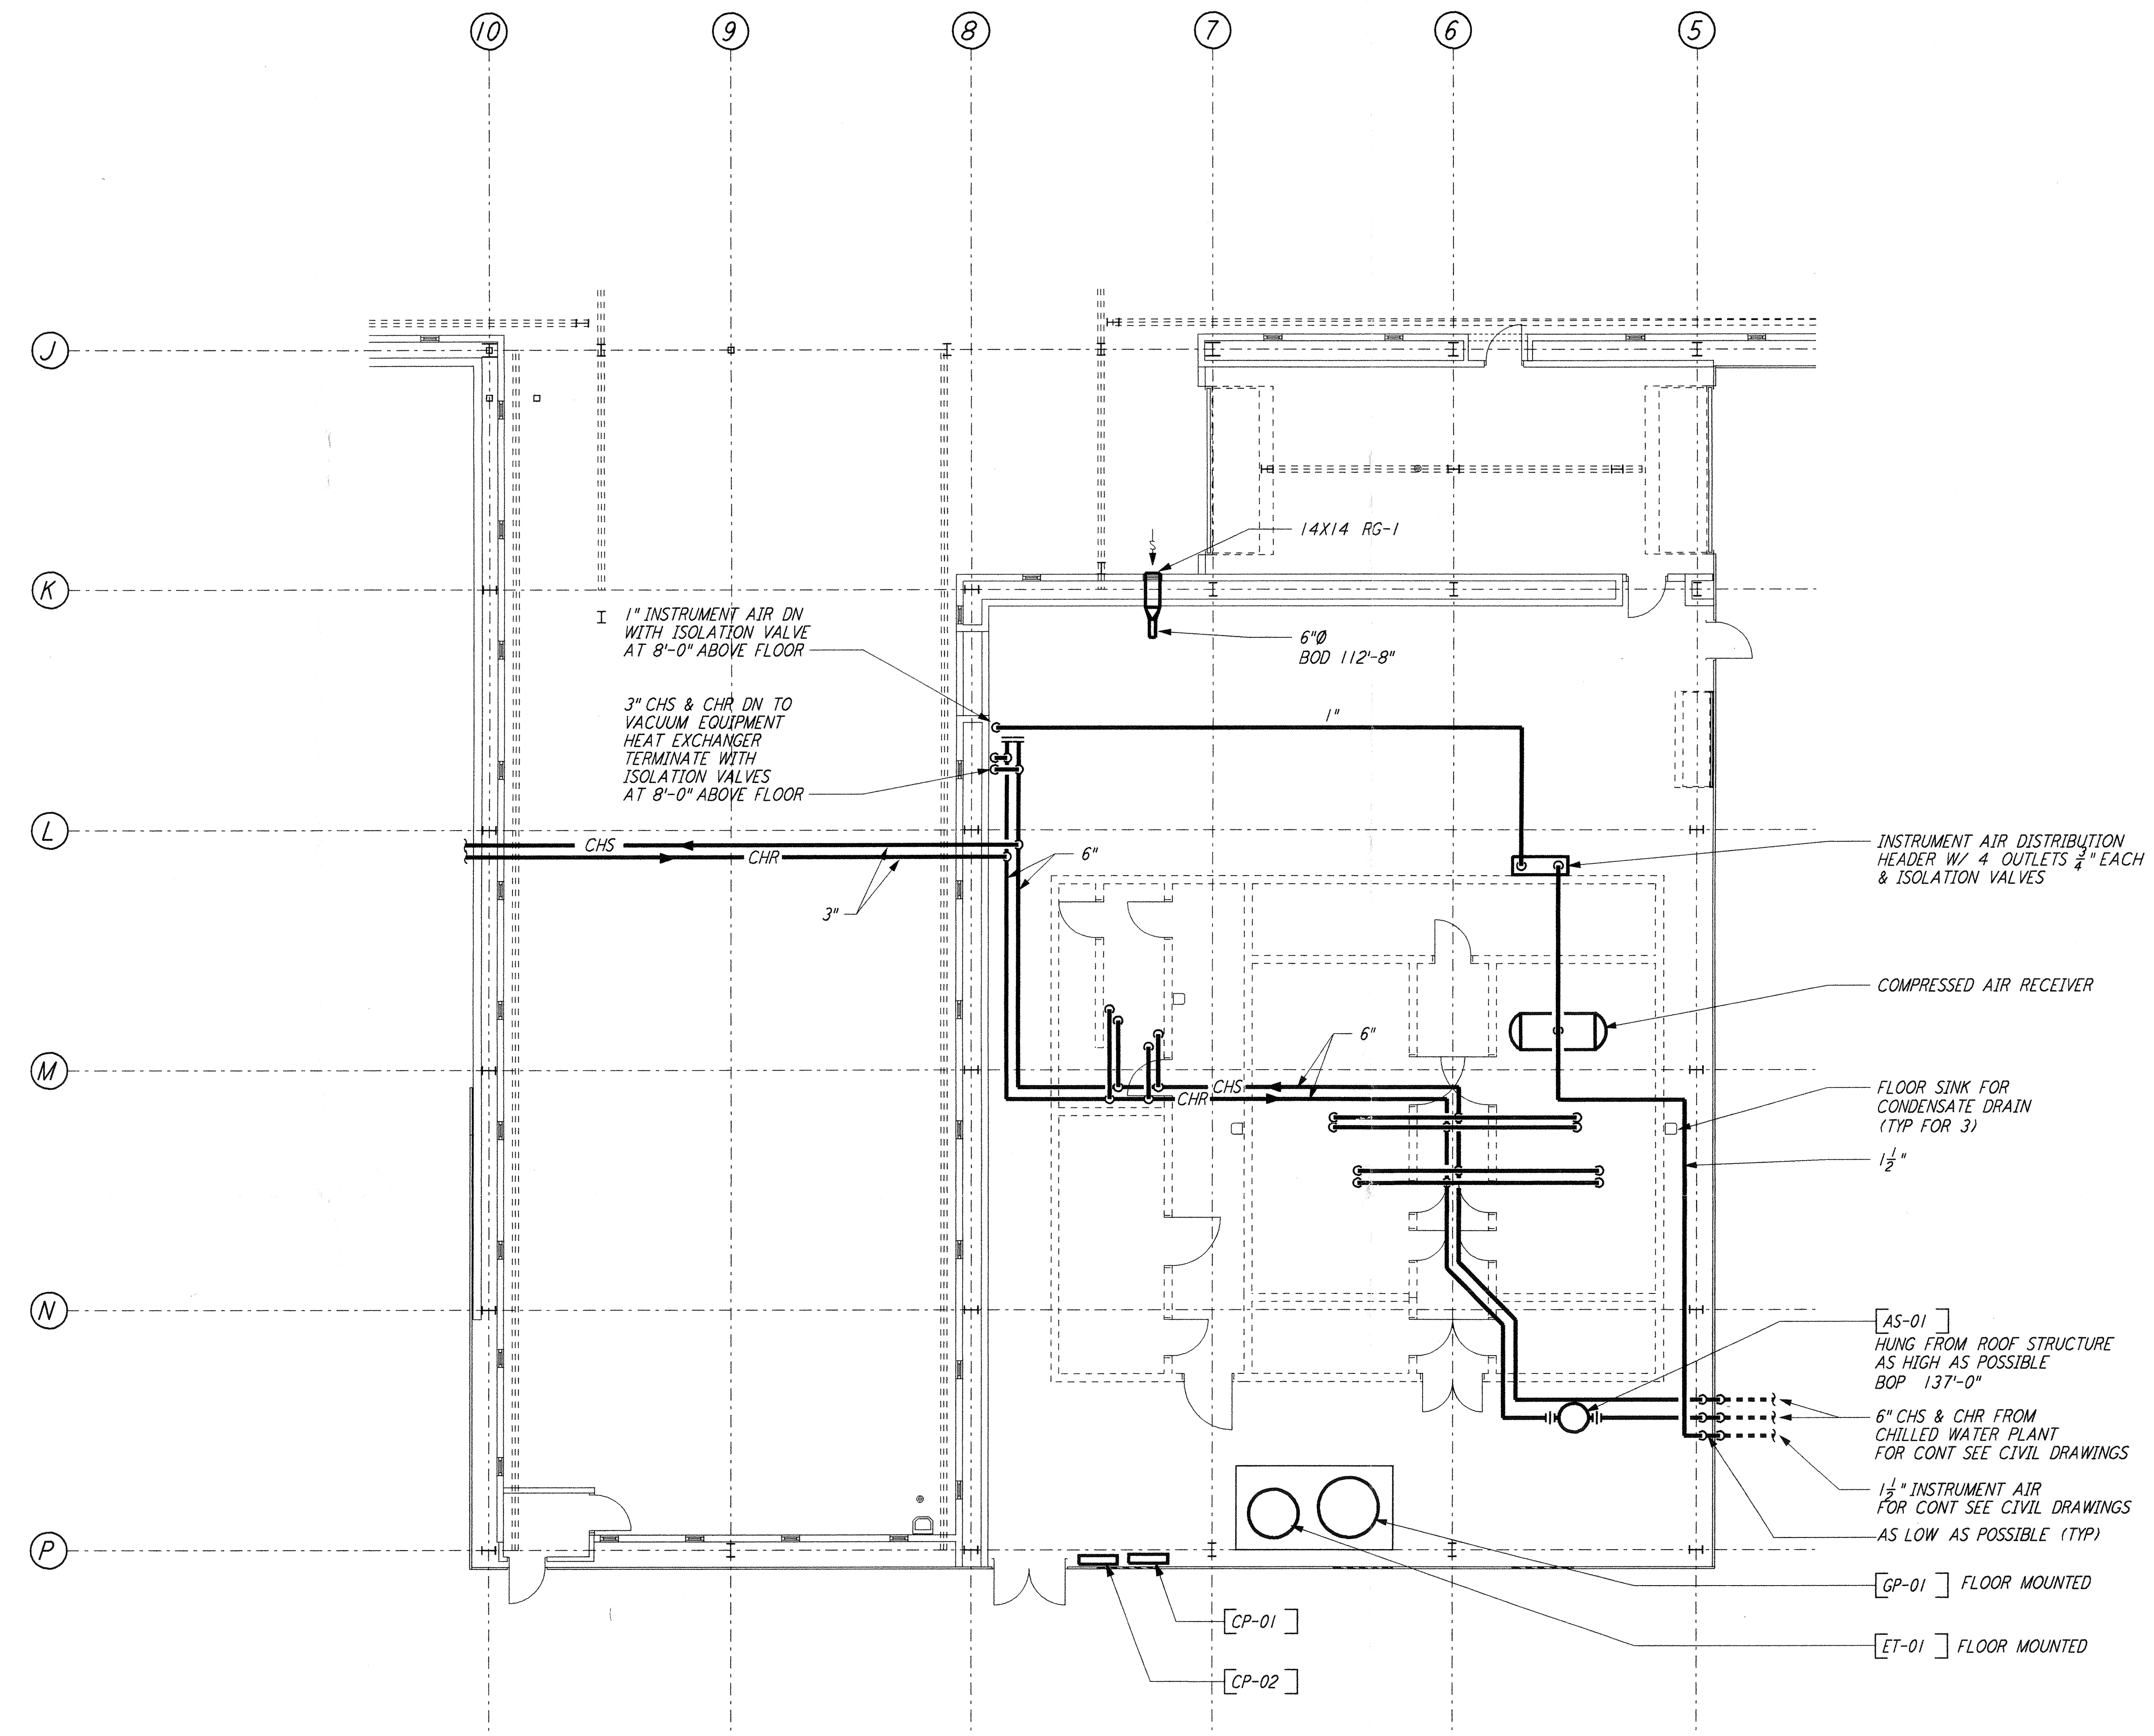 10 9 8 7 6 5
J
14X14 RG-1
S
K
1" INSTRUMENT AIR DN
WITH ISOLATION VALVE
AT 8'-0" ABOVE FLOOR
6"Ø
BOD 112'-8"
3" CHS & CHR DN TO
VACUUM EQUIPMENT
HEAT EXCHANGER
TERMINATE WITH
ISOLATION VALVES
AT 8'-0" ABOVE FLOOR
1"
L
CHS
CHR
6"
3"
INSTRUMENT AIR DISTRIBUTION
HEADER W/ 4 OUTLETS 3/4" EACH
& ISOLATION VALVES
COMPRESSED AIR RECEIVER
6"
M
CHS
CHR
FLOOR SINK FOR
CONDENSATE DRAIN
(TYP FOR 3)
1 1/2"
N
[AS-01]
HUNG FROM ROOF STRUCTURE
AS HIGH AS POSSIBLE
BOP 137'-0"
6" CHS & CHR FROM
CHILLED WATER PLANT
FOR CONT SEE CIVIL DRAWINGS
1 1/2" INSTRUMENT AIR
FOR CONT SEE CIVIL DRAWINGS
AS LOW AS POSSIBLE (TYP)
P
[GP-01] FLOOR MOUNTED
[CP-01]
[ET-01] FLOOR MOUNTED
[CP-02]